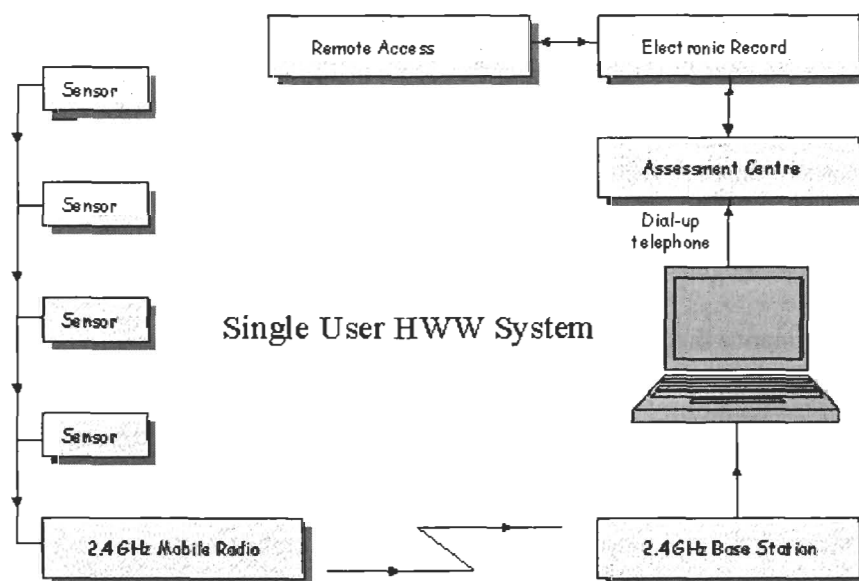 Remote Access
Electronic Record
Sensor
Assessment Centre
Sensor
Dial-up
telephone
Sensor
Single User HWW System
Sensor
2.4GHz Mobile Radio
2.4GHz Base Station